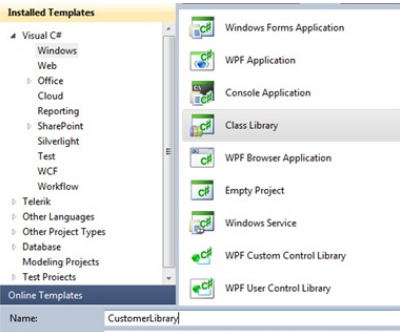 Installed Templates
Visual C#
Windows
Web
Office
Cloud
Reporting
SharePoint
Silverlight
Test
WCF
Workflow
Telerik
Other Languages
Other Project Types
Database
Modeling Projects
Test Projects
Online Templates
Windows Forms Application
WPF Application
Console Application
Class Library
WPF Browser Application
Empty Project
Windows Service
WPF Custom Control Library
WPF User Control Library
Name: CustomerLibrary